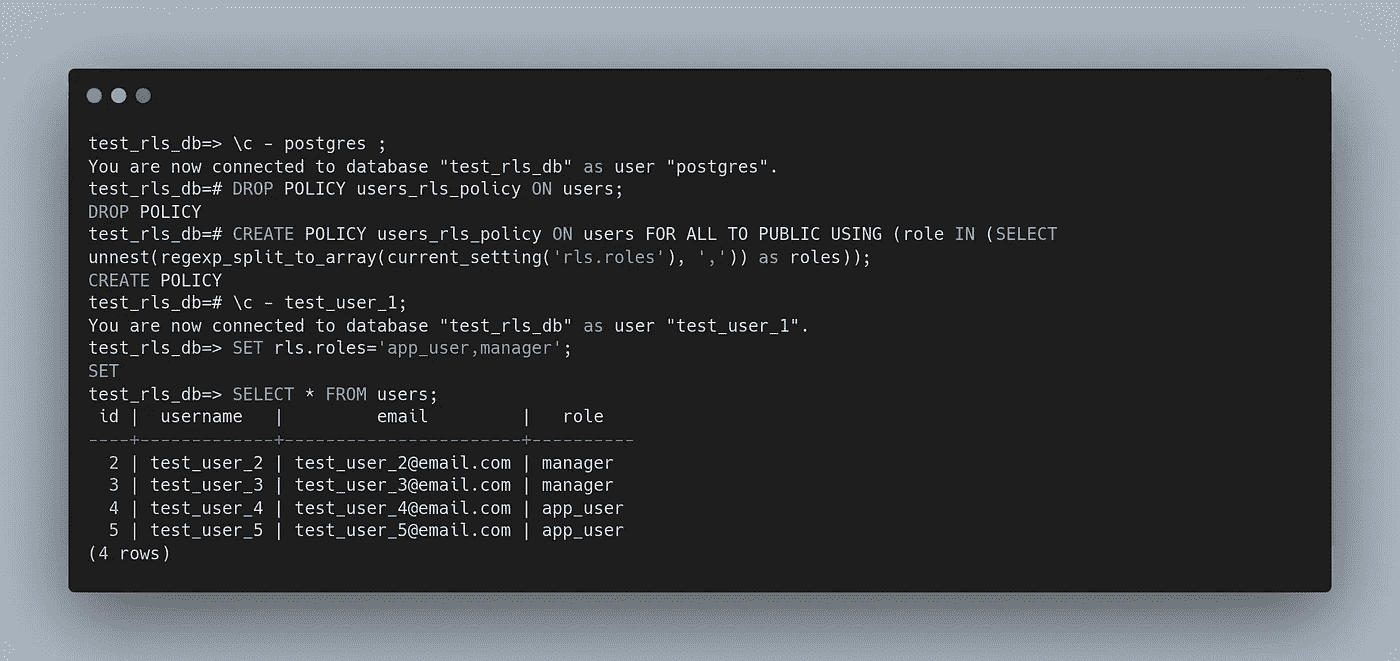 test_rls_db=> \c - postgres ;
You are now connected to database "test_rls_db" as user "postgres".
test_rls_db=# DROP POLICY users_rls_policy ON users;
DROP POLICY
test_rls_db=# CREATE POLICY users_rls_policy ON users FOR ALL TO PUBLIC USING (role IN (SELECT
unnest(regexp_split_to_array(current_setting('rls.roles'), ',')) as roles));
CREATE POLICY
test_rls_db=# \c - test_user_1;
You are now connected to database "test_rls_db" as user "test_user_1".
test_rls_db=> SET rls.roles='app_user,manager';
SET
test_rls_db=> SELECT * FROM users;
 id |  username   |         email         |   role
----+-------------+-----------------------+----------
  2 | test_user_2 | test_user_2@email.com | manager
  3 | test_user_3 | test_user_3@email.com | manager
  4 | test_user_4 | test_user_4@email.com | app_user
  5 | test_user_5 | test_user_5@email.com | app_user
(4 rows)